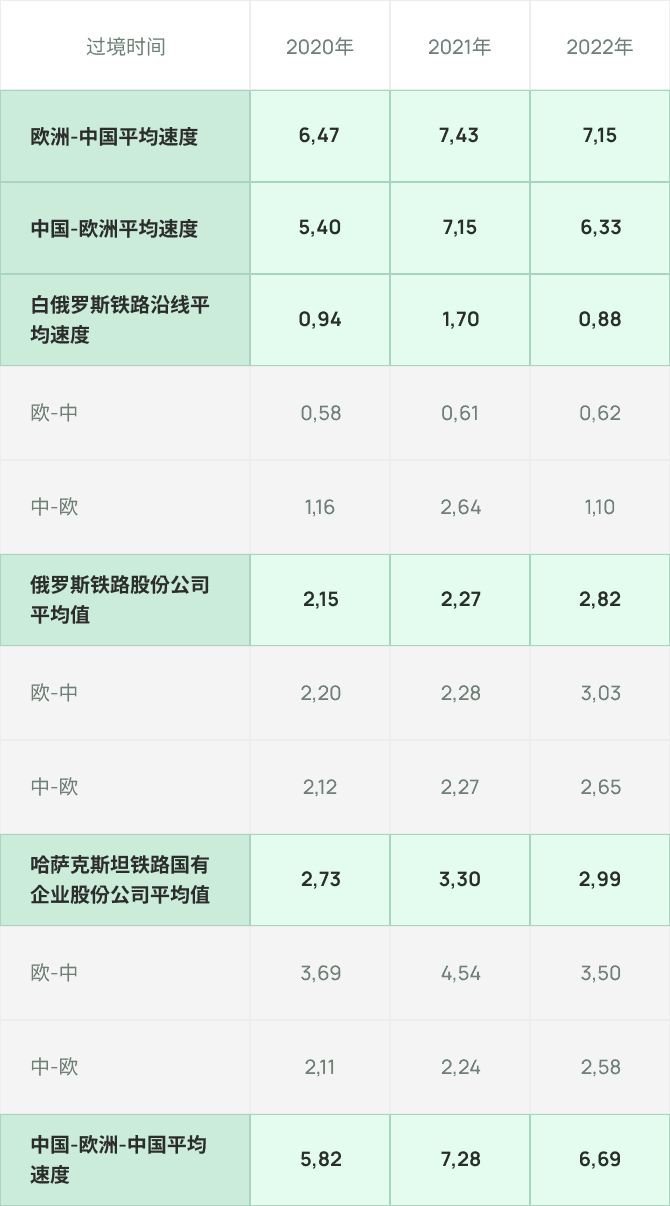 过境时间 2020年 2021年 2022年
欧洲-中国平均速度 6,47 7,43 7,15
中国-欧洲平均速度 5,40 7,15 6,33
白俄罗斯铁路沿线平
均速度 0,94 1,70 0,88
欧-中 0,58 0,61 0,62
中-欧 1,16 2,64 1,10
俄罗斯铁路股份公司
平均值 2,15 2,27 2,82
欧-中 2,20 2,28 3,03
中-欧 2,12 2,27 2,65
哈萨克斯坦铁路国有
企业股份公司平均值 2,73 3,30 2,99
欧-中 3,69 4,54 3,50
中-欧 2,11 2,24 2,58
中国-欧洲-中国平均
速度 5,82 7,28 6,69